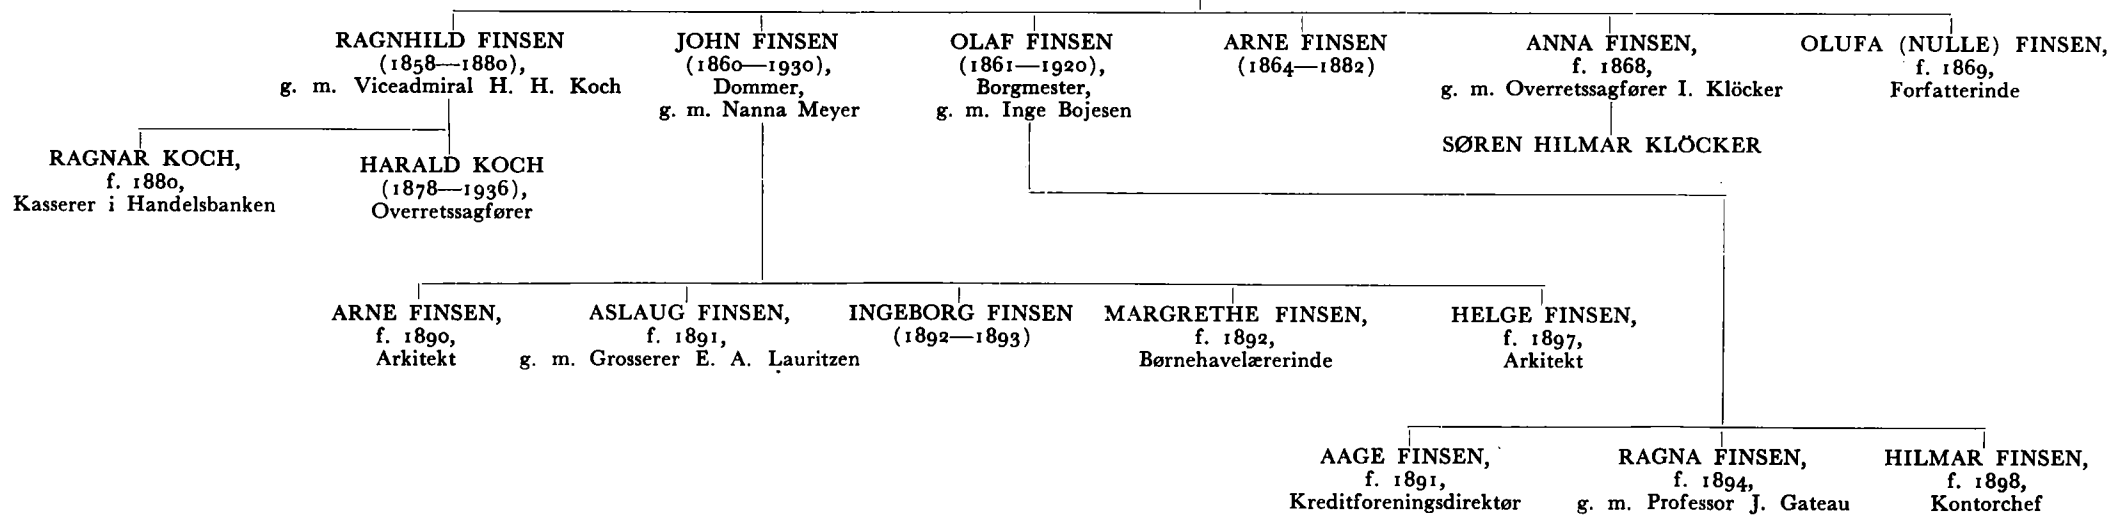 RAGNHILD FINSEN
(1858—1880),
g. m. Viceadmiral H. H. Koch
JOHN FINSEN
(1860—1930),
Dommer,
g. m. Nanna Meyer
OLAF FINSEN
(1861—1920),
Borgmester,
g. m. Inge Bojesen
ARNE FINSEN
(1864—1882)
ANNA FINSEN,
f. 1868,
g. m. Overretssagfører I. Klöcker
OLUFA (NULLE) FINSEN,
f. 1869,
Forfatterinde
RAGNAR KOCH,
f. 1880,
Kasserer i Handelsbanken
HARALD KOCH
(1878—1936),
Overretssagfører
SØREN HILMAR KLÖCKER
ARNE FINSEN,
f. 1890,
Arkitekt
ASLAUG FINSEN,
f. 1891,
g. m. Grosserer E. A. Lauritzen
INGEBORG FINSEN
(1892—1893)
MARGRETHE FINSEN,
f. 1892,
Børnehavelærerinde
HELGE FINSEN,
f. 1897,
Arkitekt
AAGE FINSEN,
f. 1891,
Kreditforeningsdirektør
RAGNA FINSEN,
f. 1894,
g. m. Professor J. Gateau
HILMAR FINSEN,
f. 1898,
Kontorchef